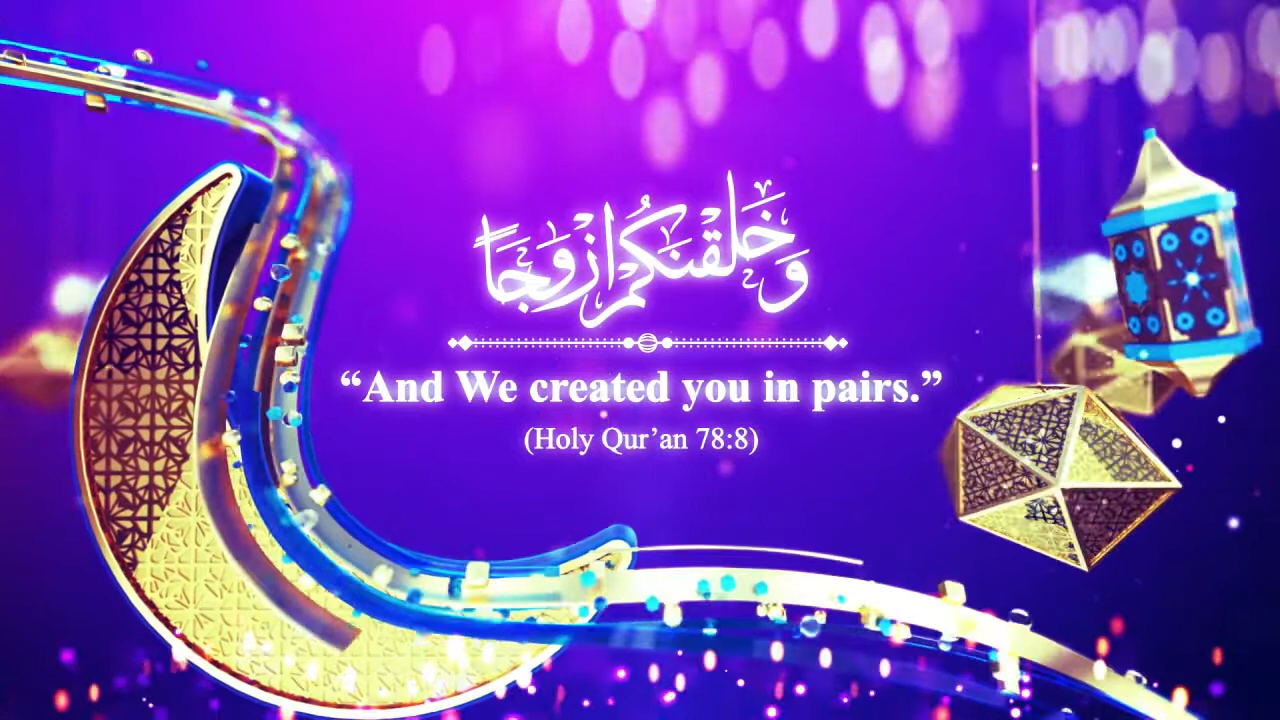 وَخَلَقْنَكُمْ اَزْوَجًا
“And We created you in pairs.”
(Holy Qur’an 78:8)